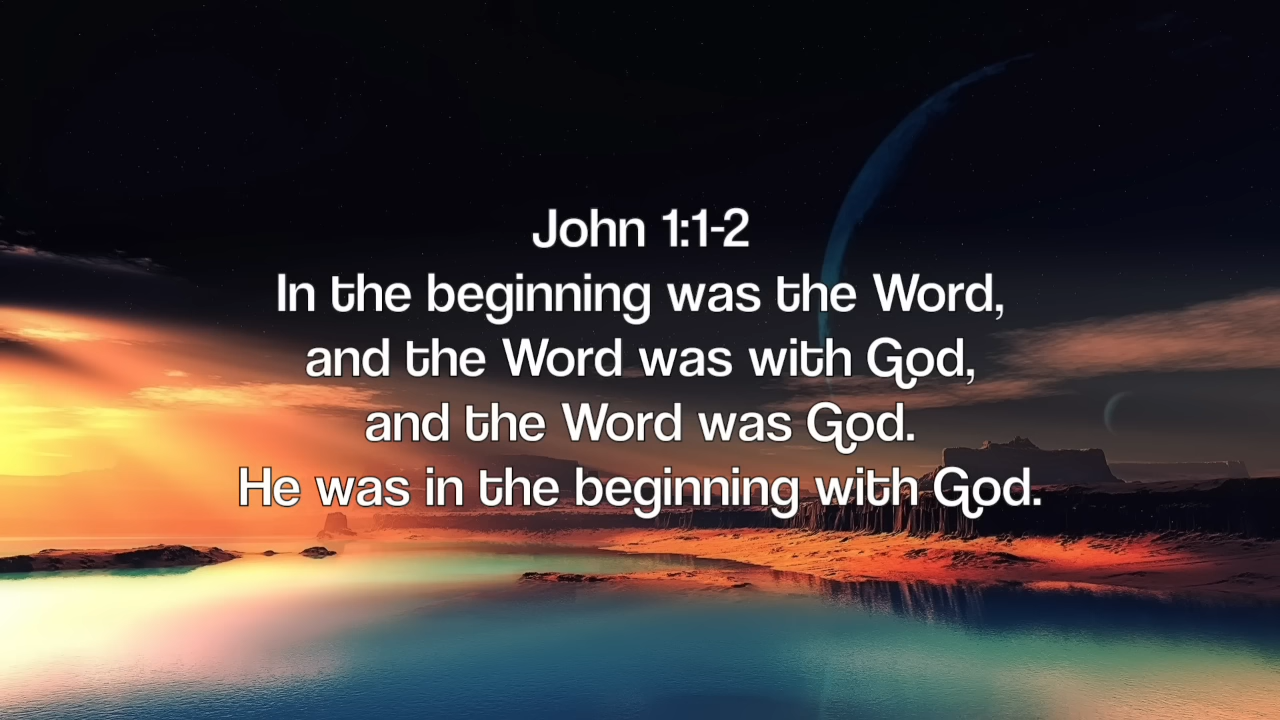 John 1:1-2
In the beginning was the Word,
and the Word was with God,
and the Word was God.
He was in the beginning with God.